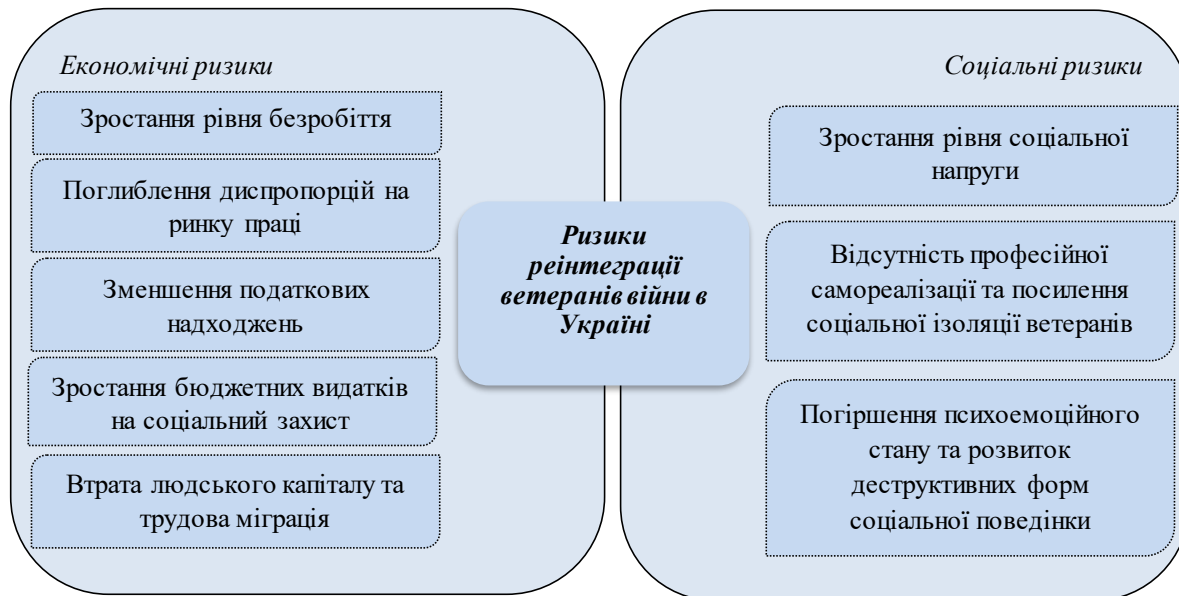 Економічні ризики
Зростання рівня безробіття
Поглиблення диспропорцій на
ринку праці
Зменшення податкових
надходжень
Зростання бюджетних видатків
на соціальний захист
Втрата людського капіталу та
трудова міграція
Ризики
реінтеграції
ветеранів війни в
Україні
Соціальні ризики
Зростання рівня соціальної
напруги
Відсутність професійної
самореалізації та посилення
соціальної ізоляції ветеранів
Погіршення психоемоційного
стану та розвиток
деструктивних форм
соціальної поведінки